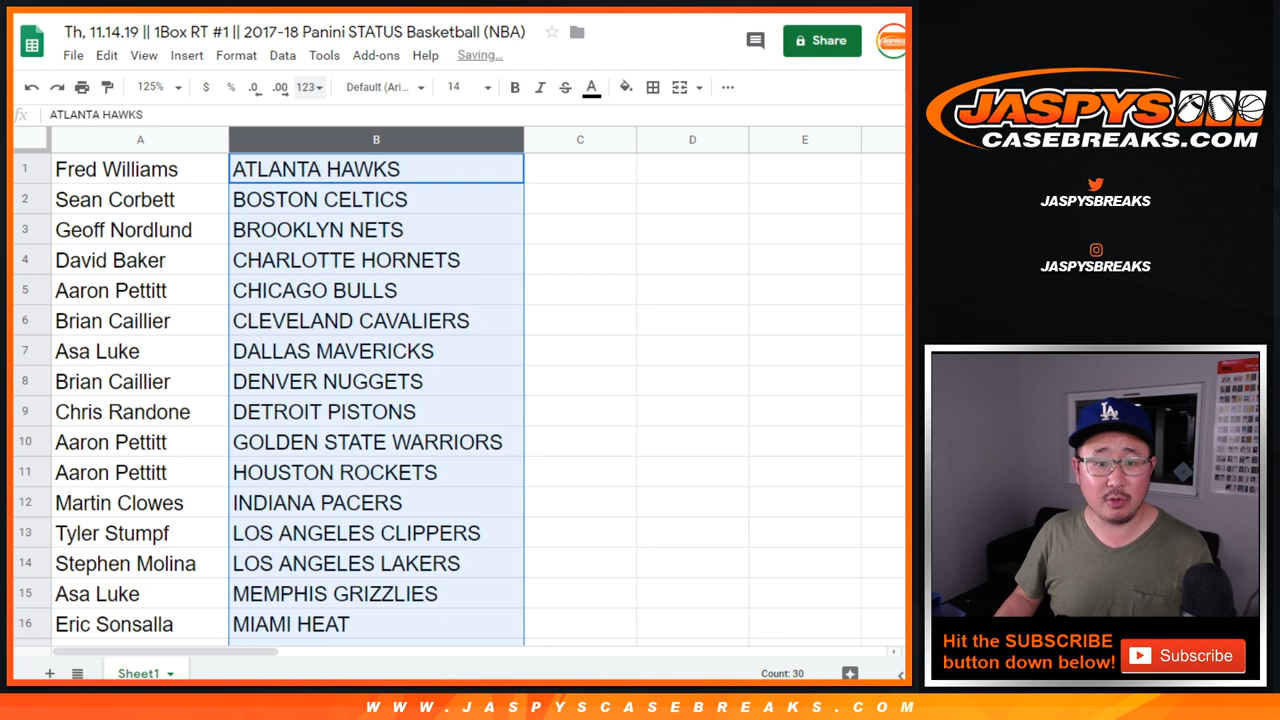 Th, 11.14.19 || 1Box RT #1 || 2017-18 Panini STATUS Basketball (NBA)
File Edit View Insert Format Data Tools Add-ons Help Saving...
Share
125% $ % .0 .00 123 Default (Ari... 14 B I S A
fx ATLANTA HAWKS
A B C D E
1 Fred Williams ATLANTA HAWKS
2 Sean Corbett BOSTON CELTICS
3 Geoff Nordlund BROOKLYN NETS
4 David Baker CHARLOTTE HORNETS
5 Aaron Pettitt CHICAGO BULLS
6 Brian Caillier CLEVELAND CAVALIERS
7 Asa Luke DALLAS MAVERICKS
8 Brian Caillier DENVER NUGGETS
9 Chris Randone DETROIT PISTONS
10 Aaron Pettitt GOLDEN STATE WARRIORS
11 Aaron Pettitt HOUSTON ROCKETS
12 Martin Clowes INDIANA PACERS
13 Tyler Stumpf LOS ANGELES CLIPPERS
14 Stephen Molina LOS ANGELES LAKERS
15 Asa Luke MEMPHIS GRIZZLIES
16 Eric Sonsalla MIAMI HEAT
Sheet1
Count: 30
JASPYS
CASEBREAKS.COM
JASPYSBREAKS
JASPYSBREAKS
LA
Hit the SUBSCRIBE
button down below!
Subscribe
WWW.JASPYSCASEBREAKS.COM